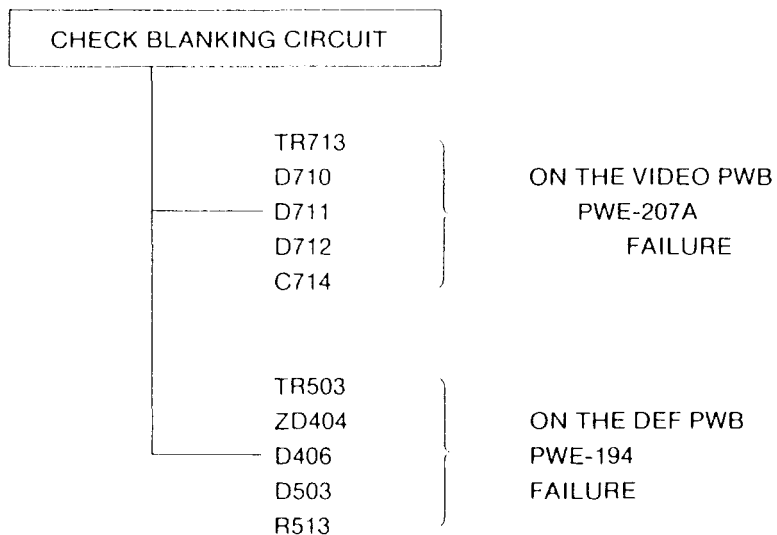 CHECK BLANKING CIRCUIT
TR713
D710
D711
D712
C714
ON THE VIDEO PWB
PWE-207A
FAILURE
TR503
ZD404
D406
D503
R513
ON THE DEF PWB
PWE-194
FAILURE